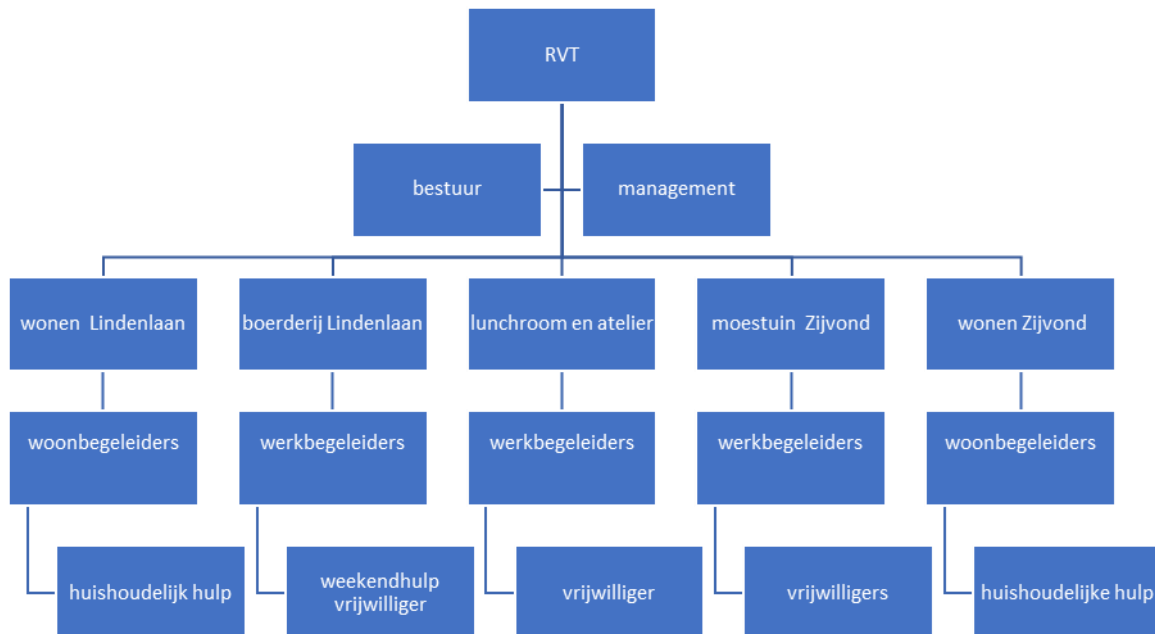 RVT
bestuur
management
wonen Lindenlaan
boerderij Lindenlaan
lunchroom en atelier
moestuin Zijvond
wonen Zijvond
woonbegeleiders
werkbegeleiders
werkbegeleiders
werkbegeleiders
woonbegeleiders
huishoudelijk hulp
weekendhulp
vrijwilliger
vrijwilliger
vrijwilligers
huishoudelijke hulp